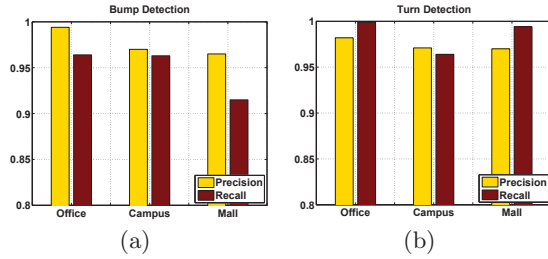 Bump Detection
1
0.95
0.9
0.85
0.8
Office Campus Mall
Precision
Recall
(a)
Turn Detection
1
0.95
0.9
0.85
0.8
Office Campus Mall
Precision
Recall
(b)